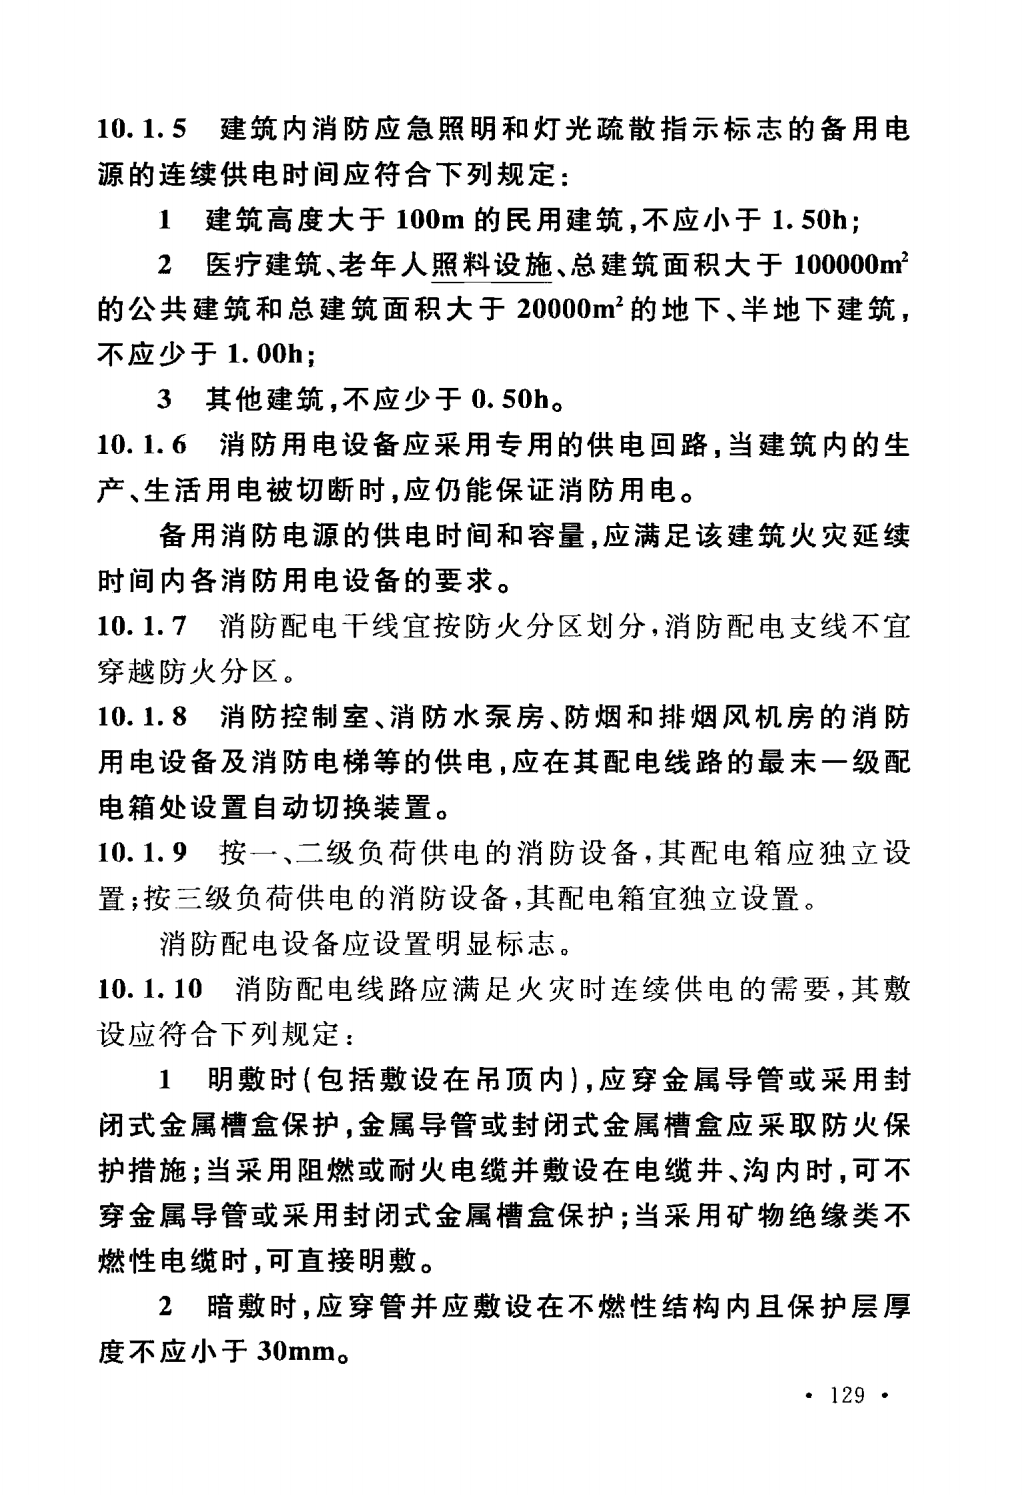 10.1.5 建筑内消防应急照明和灯光疏散指示标志的备用电
源的连续供电时间应符合下列规定：
1 建筑高度大于 100m 的民用建筑，不应小于 1.50h；
2 医疗建筑、老年人照料设施、总建筑面积大于 100000m²
的公共建筑和总建筑面积大于 20000m² 的地下、半地下建筑，
不应少于 1.00h；
3 其他建筑，不应少于 0.50h。
10.1.6 消防用电设备应采用专用的供电回路，当建筑内的生
产、生活用电被切断时，应仍能保证消防用电。
备用消防电源的供电时间和容量，应满足该建筑火灾延续
时间内各消防用电设备的要求。
10.1.7 消防配电干线宜按防火分区划分，消防配电支线不宜
穿越防火分区。
10.1.8 消防控制室、消防水泵房、防烟和排烟风机房的消防
用电设备及消防电梯等的供电，应在其配电线路的最末一级配
电箱处设置自动切换装置。
10.1.9 按一、二级负荷供电的消防设备，其配电箱应独立设
置；按三级负荷供电的消防设备，其配电箱宜独立设置。
消防配电设备应设置明显标志。
10.1.10 消防配电线路应满足火灾时连续供电的需要，其敷
设应符合下列规定：
1 明敷时（包括敷设在吊顶内），应穿金属导管或采用封
闭式金属槽盒保护，金属导管或封闭式金属槽盒应采取防火保
护措施；当采用阻燃或耐火电缆并敷设在电缆井、沟内时，可不
穿金属导管或采用封闭式金属槽盒保护；当采用矿物绝缘类不
燃性电缆时，可直接明敷。
2 暗敷时，应穿管并应敷设在不燃性结构内且保护层厚
度不应小于 30mm。
· 129 ·